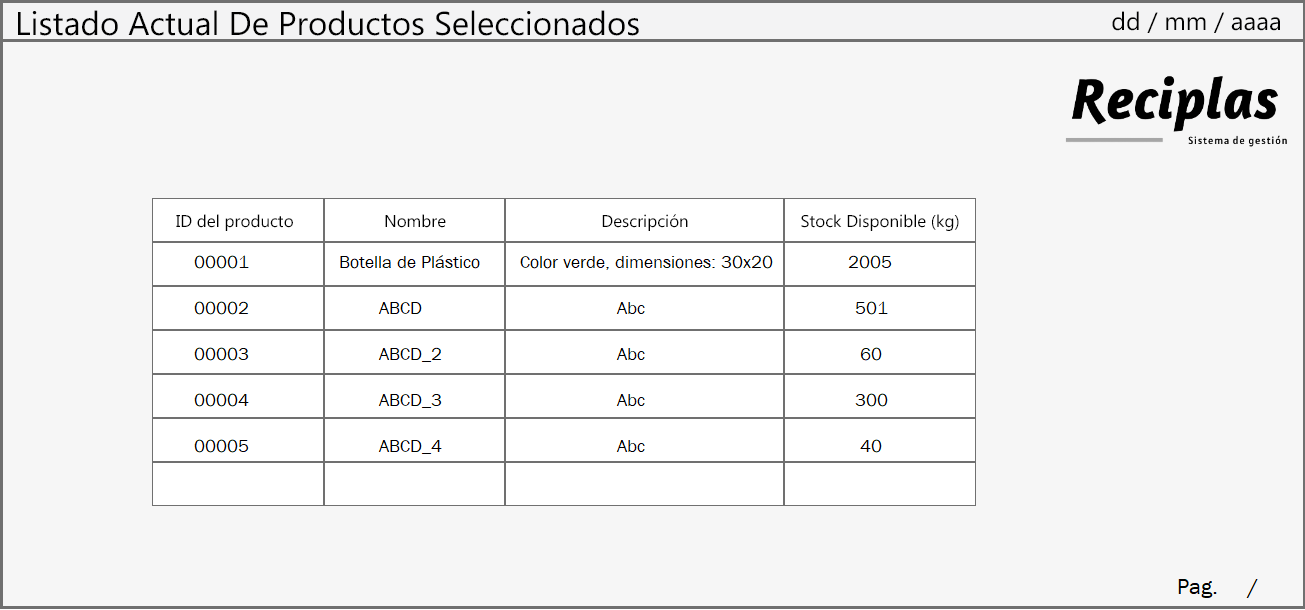 Listado Actual De Productos Seleccionados dd / mm / aaaa
Reciplas
Sistema de gestión
ID del producto Nombre Descripción Stock Disponible (kg)
00001 Botella de Plástico Color verde, dimensiones: 30x20 2005
00002 ABCD Abc 501
00003 ABCD_2 Abc 60
00004 ABCD_3 Abc 300
00005 ABCD_4 Abc 40
Pag. /